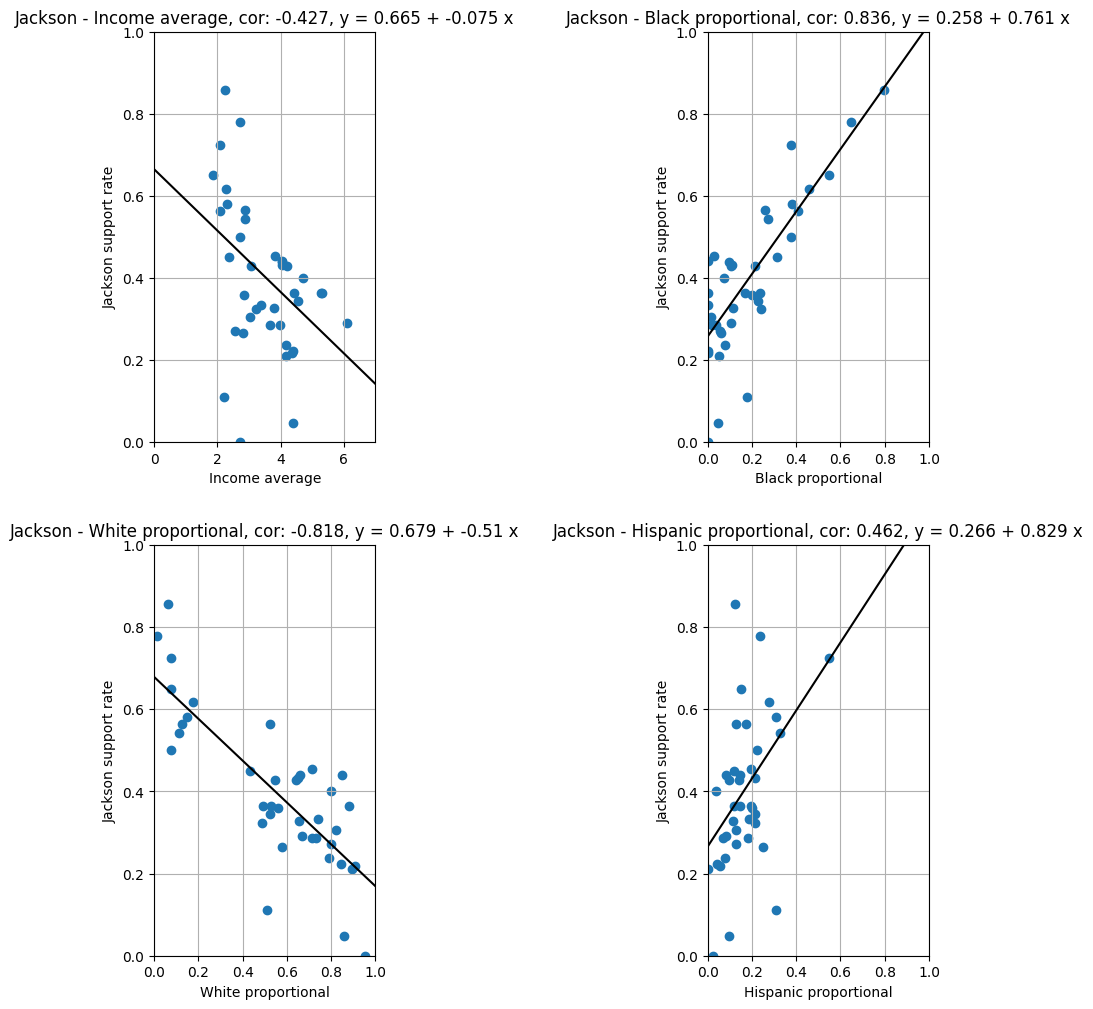 Jackson - Income average, cor: -0.427, y = 0.665 + -0.075 x
1.0
0.8
0.6
0.4
0.2
0.0
Jackson support rate
0 2 4 6
Income average
Jackson - Black proportional, cor: 0.836, y = 0.258 + 0.761 x
1.0
0.8
0.6
0.4
0.2
0.0
Jackson support rate
0.0 0.2 0.4 0.6 0.8 1.0
Black proportional
Jackson - White proportional, cor: -0.818, y = 0.679 + -0.51 x
1.0
0.8
0.6
0.4
0.2
0.0
Jackson support rate
0.0 0.2 0.4 0.6 0.8 1.0
White proportional
Jackson - Hispanic proportional, cor: 0.462, y = 0.266 + 0.829 x
1.0
0.8
0.6
0.4
0.2
0.0
Jackson support rate
0.0 0.2 0.4 0.6 0.8 1.0
Hispanic proportional